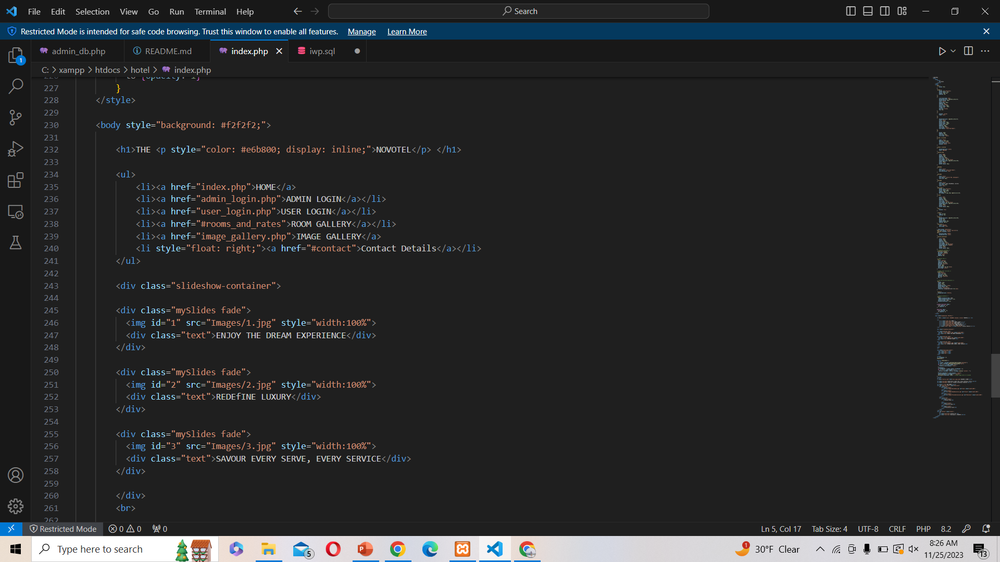 File Edit Selection View Go Run Terminal Help Search
Restricted Mode is intended for safe code browsing. Trust this window to enable all features. Manage Learn More
admin_db.php README.md index.php iwp.sql
C: > xampp > htdocs > hotel > index.php
1
226 to {opacity: 1}
227 }
228 </style>
229
230 <body style="background: #f2f2f2;">
231
232 <h1>THE <p style="color: #e6b800; display: inline;">NOVOTEL</p> </h1>
233
234 <ul>
235 <li><a href="index.php">HOME</a>
236 <li><a href="admin_login.php">ADMIN LOGIN</a></li>
237 <li><a href="user_login.php">USER LOGIN</a></li>
238 <li><a href="#rooms_and_rates">ROOM GALLERY</a></li>
239 <li><a href="image_gallery.php">IMAGE GALLERY</a>
240 <li style="float: right;"><a href="#contact">Contact Details</a></li>
241 </ul>
242
243 <div class="slideshow-container">
244
245 <div class="mySlides fade">
246 <img id="1" src="Images/1.jpg" style="width:100%">
247 <div class="text">ENJOY THE DREAM EXPERIENCE</div>
248 </div>
249
250 <div class="mySlides fade">
251 <img id="2" src="Images/2.jpg" style="width:100%">
252 <div class="text">REDEfINE LUXURY</div>
253 </div>
254
255 <div class="mySlides fade">
256 <img id="3" src="Images/3.jpg" style="width:100%">
257 <div class="text">SAVOUR EVERY SERVE, EVERY SERVICE</div>
258 </div>
259
260 </div>
261 <br>
262
Restricted Mode 0 0 0 Ln 5, Col 17 Tab Size: 4 UTF-8 CRLF PHP 8.2
Type here to search 5 1 30°F Clear 8:26 AM
11/25/2023 13